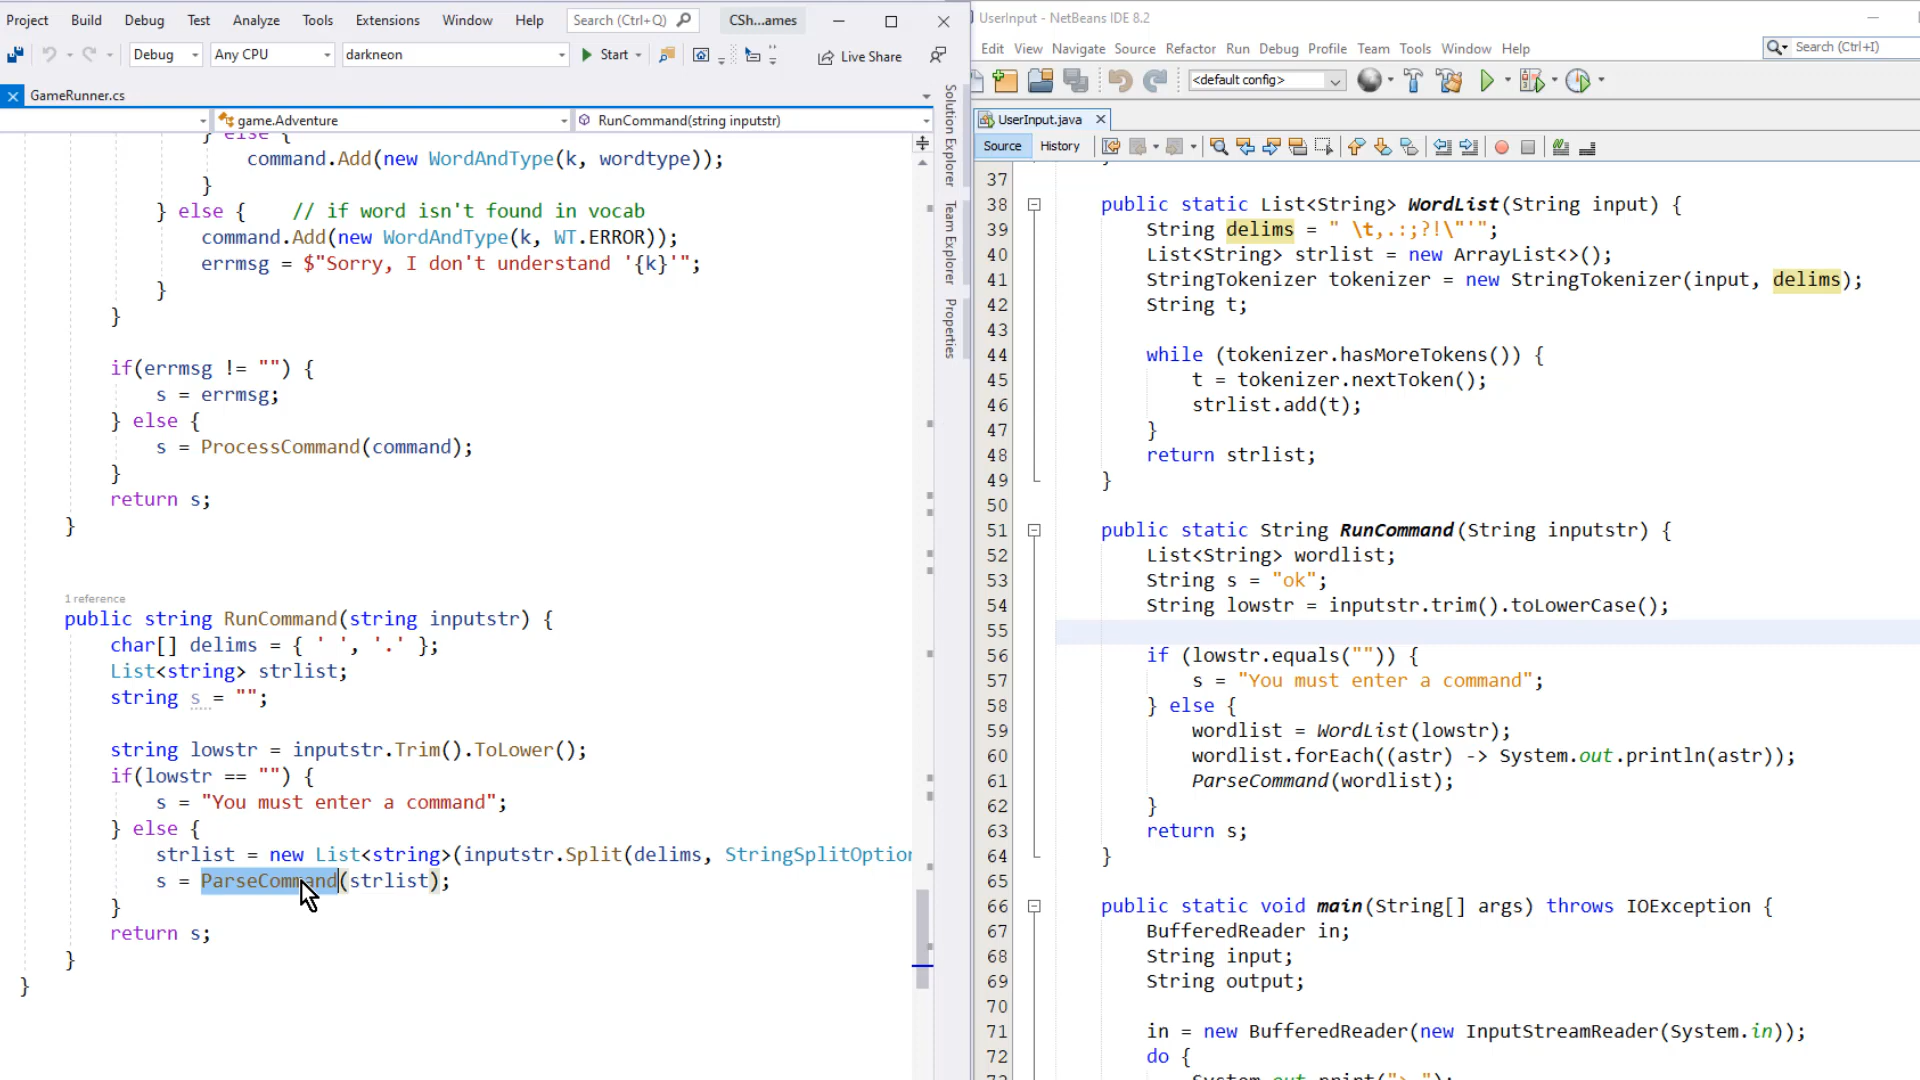 Project Build Debug Test Analyze Tools Extensions Window Help Search (Ctrl+Q) CSh...ames
Debug Any CPU darkneon Start Live Share
GameRunner.cs
game.Adventure RunCommand(string inputstr)
} else {
command.Add(new WordAndType(k, wordtype));
}
} else { // if word isn't found in vocab
command.Add(new WordAndType(k, WT.ERROR));
errmsg = $"Sorry, I don't understand '{k}'";
}
}
if(errmsg != "") {
s = errmsg;
} else {
s = ProcessCommand(command);
}
return s;
}
1 reference
public string RunCommand(string inputstr) {
char[] delims = { ' ', '.' };
List<string> strlist;
string s = "";
string lowstr = inputstr.Trim().ToLower();
if(lowstr == "") {
s = "You must enter a command";
} else {
strlist = new List<string>(inputstr.Split(delims, StringSplitOption
s = ParseCommand(strlist);
}
return s;
}
}
Solution Explorer
Team Explorer
Properties
UserInput - NetBeans IDE 8.2
Edit View Navigate Source Refactor Run Debug Profile Team Tools Window Help Search (Ctrl+I)
<default config>
UserInput.java
Source History
37
38 public static List<String> WordList(String input) {
39 String delims = " \t,.:;?!\"'";
40 List<String> strlist = new ArrayList<>();
41 StringTokenizer tokenizer = new StringTokenizer(input, delims);
42 String t;
43
44 while (tokenizer.hasMoreTokens()) {
45 t = tokenizer.nextToken();
46 strlist.add(t);
47 }
48 return strlist;
49 }
50
51 public static String RunCommand(String inputstr) {
52 List<String> wordlist;
53 String s = "ok";
54 String lowstr = inputstr.trim().toLowerCase();
55
56 if (lowstr.equals("")) {
57 s = "You must enter a command";
58 } else {
59 wordlist = WordList(lowstr);
60 wordlist.forEach((astr) -> System.out.println(astr));
61 ParseCommand(wordlist);
62 }
63 return s;
64 }
65
66 public static void main(String[] args) throws IOException {
67 BufferedReader in;
68 String input;
69 String output;
70
71 in = new BufferedReader(new InputStreamReader(System.in));
72 do {
System.out.print("> ");